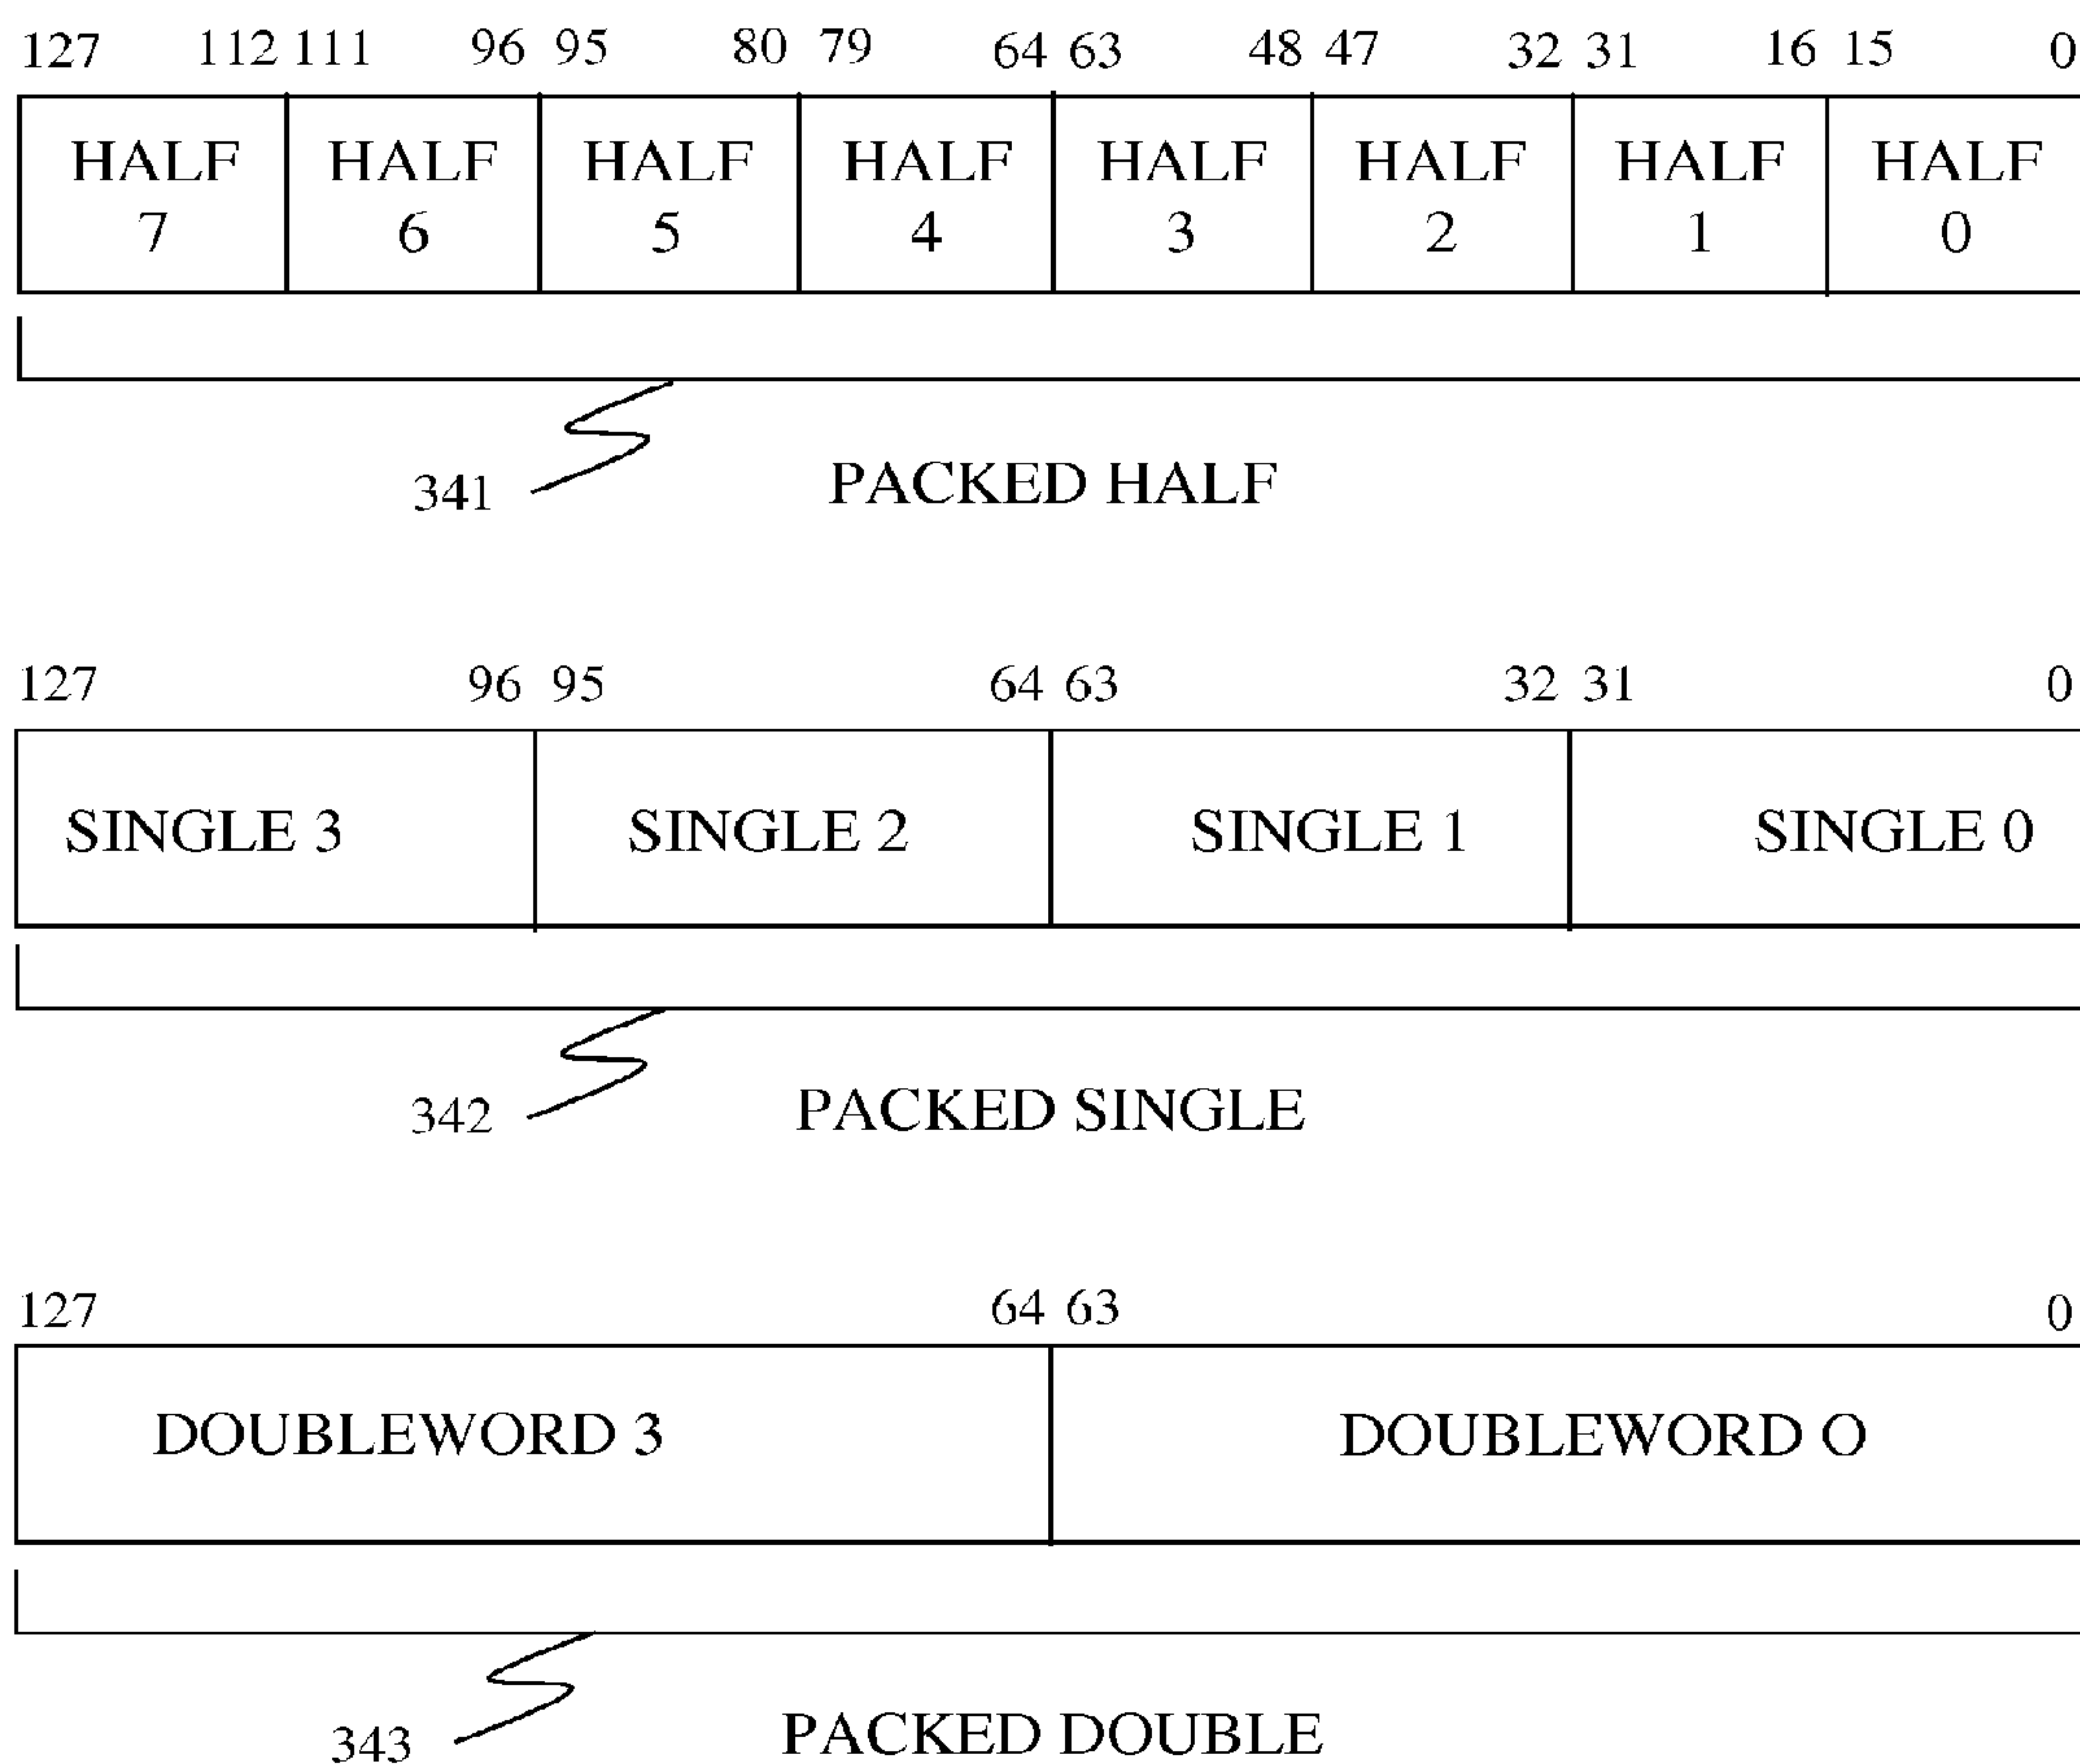 127 112 111 96 95 80 79 64 63 48 47 32 31 16 15 0
HALF HALF HALF HALF HALF HALF HALF HALF
7 6 5 4 3 2 1 0
341 PACKED HALF
127 96 95 64 63 32 31 0
SINGLE 3 SINGLE 2 SINGLE 1 SINGLE 0
342 PACKED SINGLE
127 64 63 0
DOUBLEWORD 3 DOUBLEWORD O
343 PACKED DOUBLE